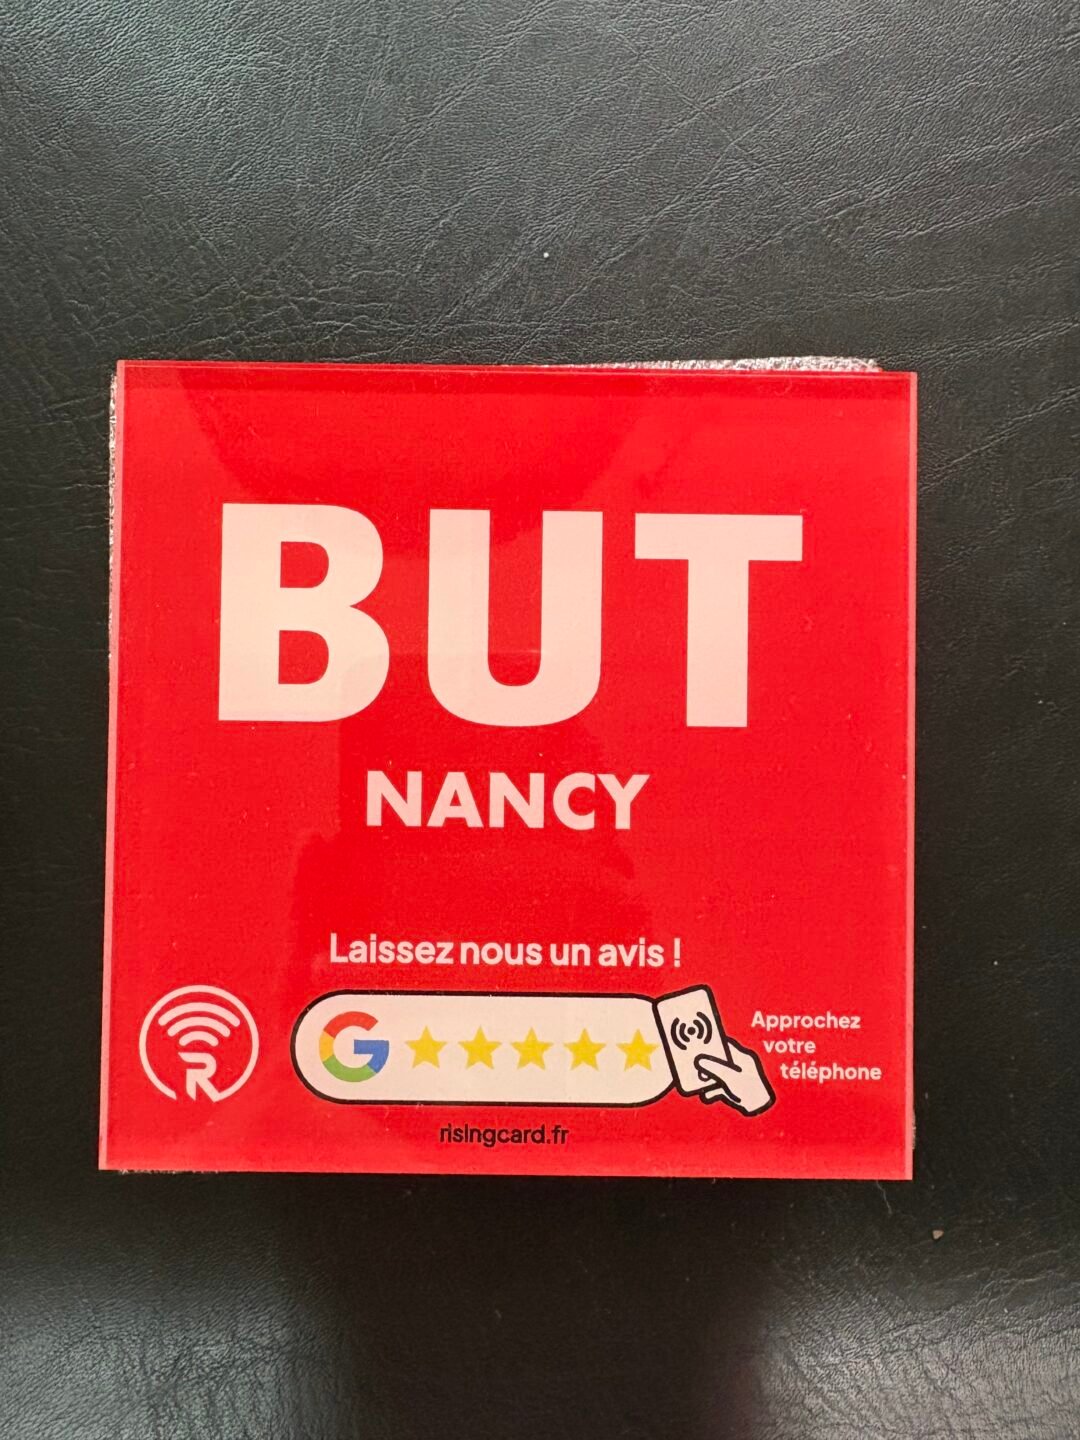 BUT
NANCY
Laissez nous un avis !
R
G
Approchez
votre
téléphone
risingcard.fr